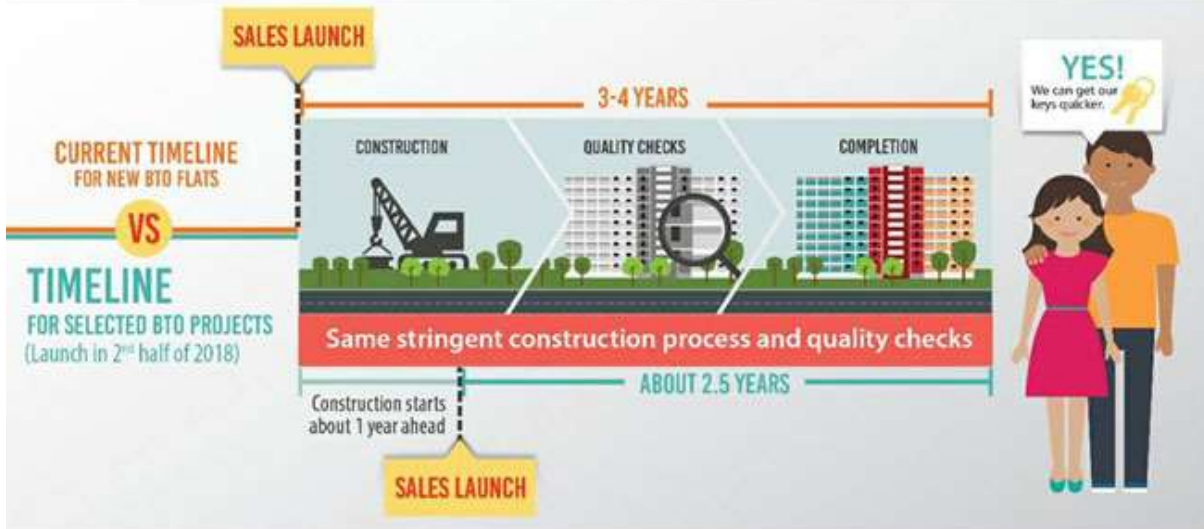 SALES LAUNCH
3-4 YEARS
YES!
We can get our
keys quicker.
CURRENT TIMELINE
FOR NEW BTO FLATS
VS
TIMELINE
FOR SELECTED BTO PROJECTS
(Launch in 2nd half of 2018)
CONSTRUCTION
QUALITY CHECKS
COMPLETION
Same stringent construction process and quality checks
ABOUT 2.5 YEARS
Construction starts
about 1 year ahead
SALES LAUNCH